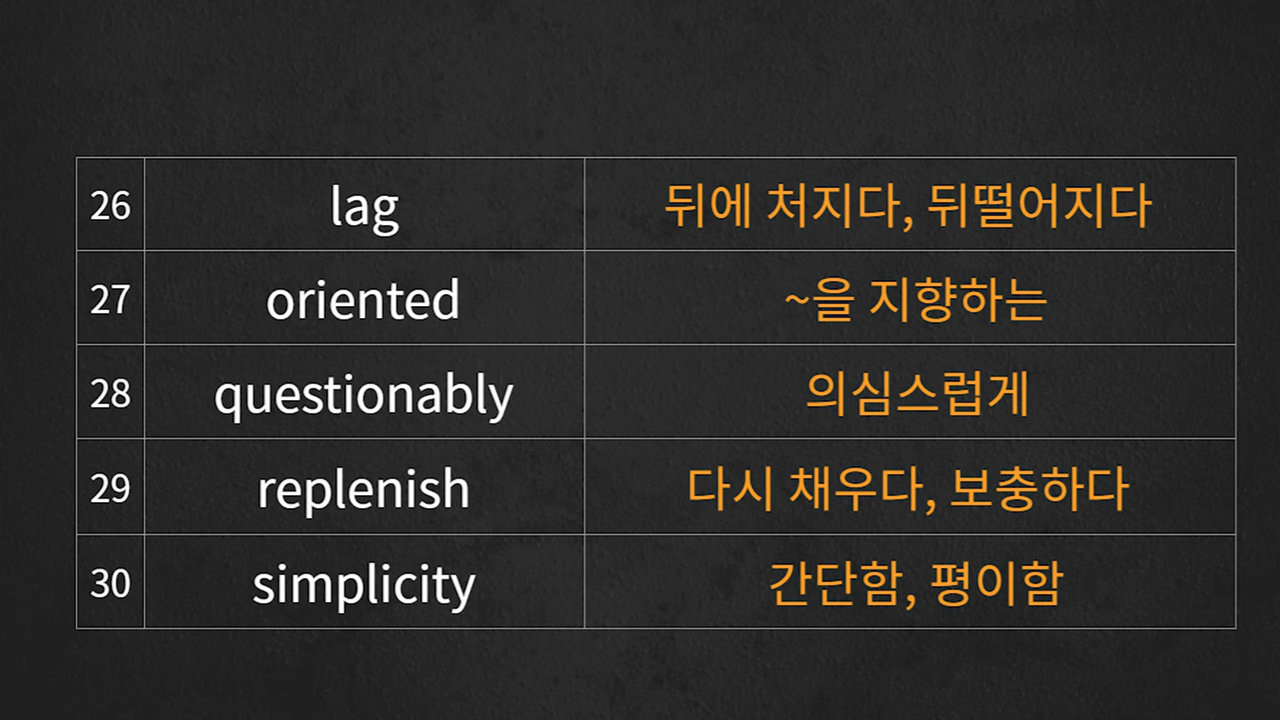 26 lag 뒤에 처지다, 뒤떨어지다
27 oriented ~을 지향하는
28 questionably 의심스럽게
29 replenish 다시 채우다, 보충하다
30 simplicity 간단함, 평이함